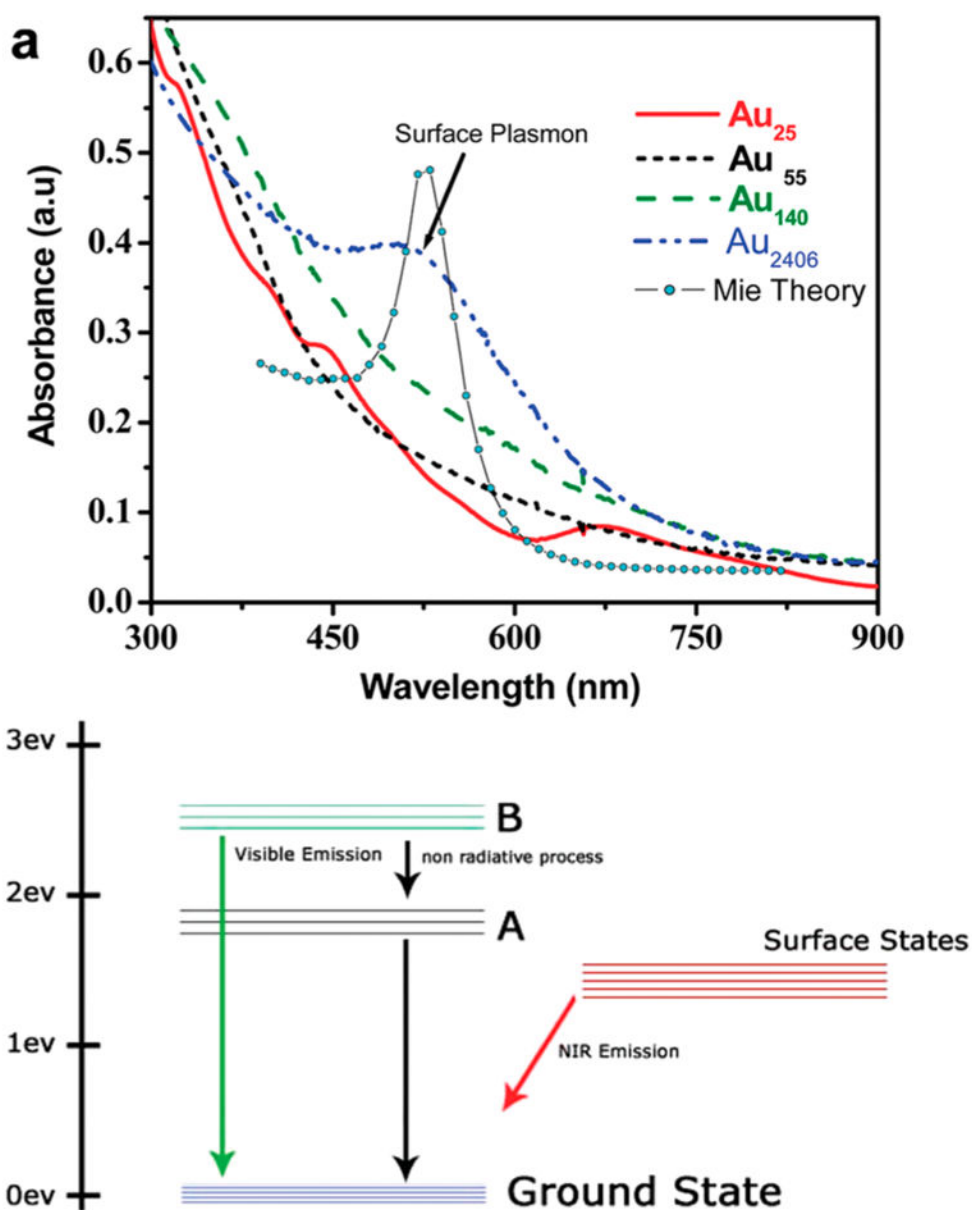 a
0.6
0.5
0.4
0.3
0.2
0.1
0.0
Absorbance (a.u)
Surface Plasmon
Au25
Au 55
Au140
Au2406
Mie Theory
300 450 600 750 900
Wavelength (nm)
3ev
B
Visible Emission
non radiative process
2ev
A
Surface States
1ev
NIR Emission
0ev
Ground State